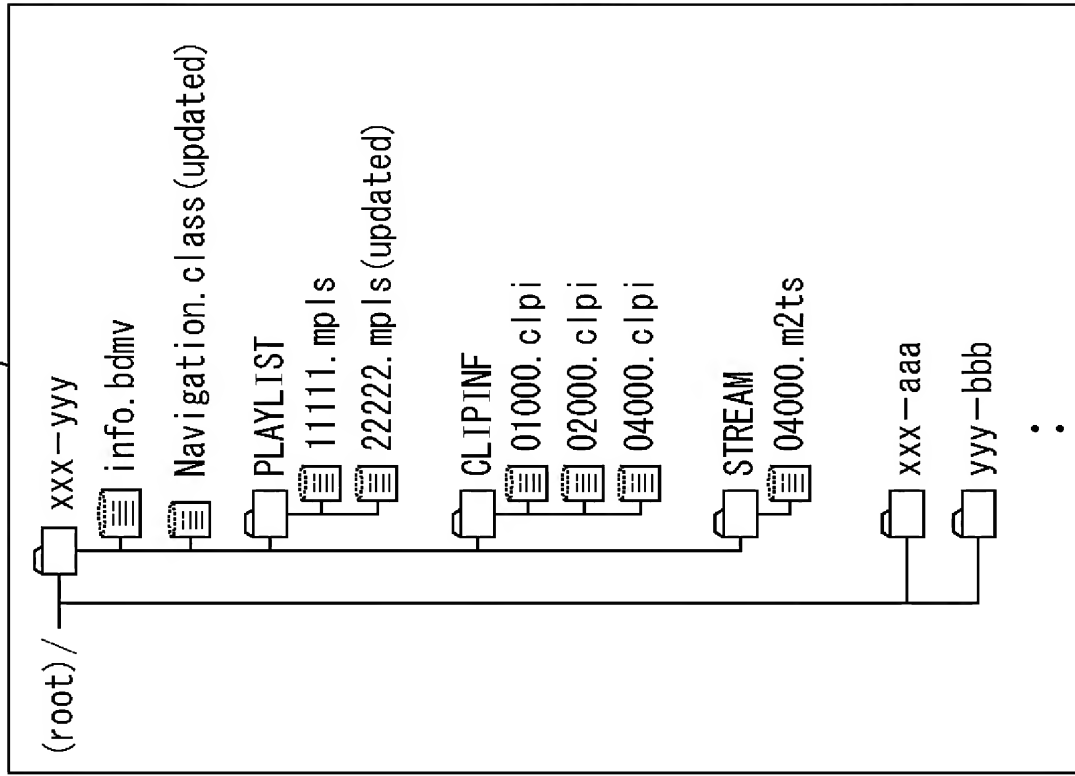 (root)/
xxx-yyy
info.bdmv
Navigation.class(updated)
PLAYLIST
11111.mpls
22222.mpls(updated)
CLIPINF
01000.clpi
02000.clpi
04000.clpi
STREAM
04000.m2ts
xxx-aaa
yyy-bbb
: